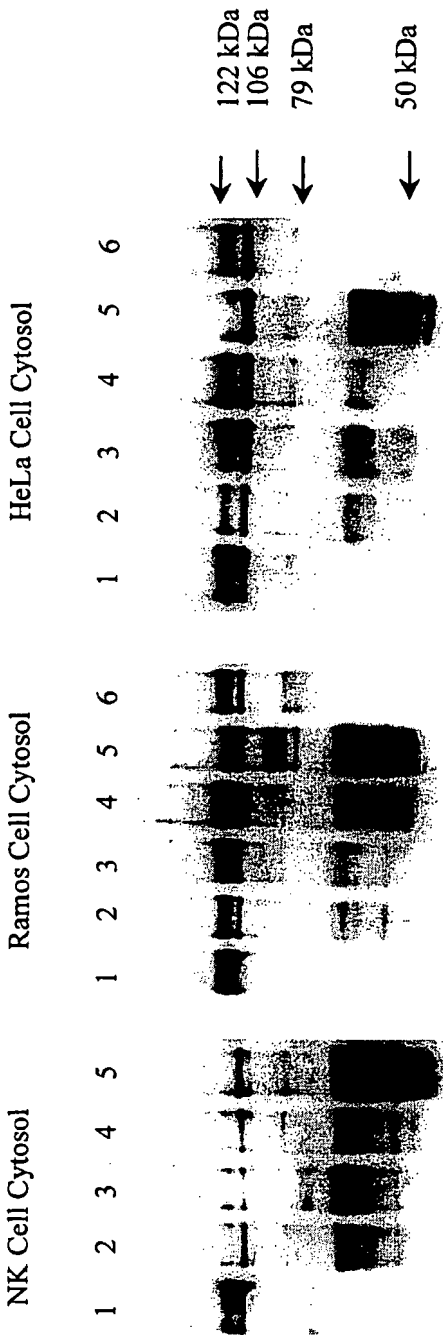 NK Cell Cytosol
1 2 3 4 5
Ramos Cell Cytosol
1 2 3 4 5 6
HeLa Cell Cytosol
1 2 3 4 5 6
122 kDa
106 kDa
79 kDa
50 kDa